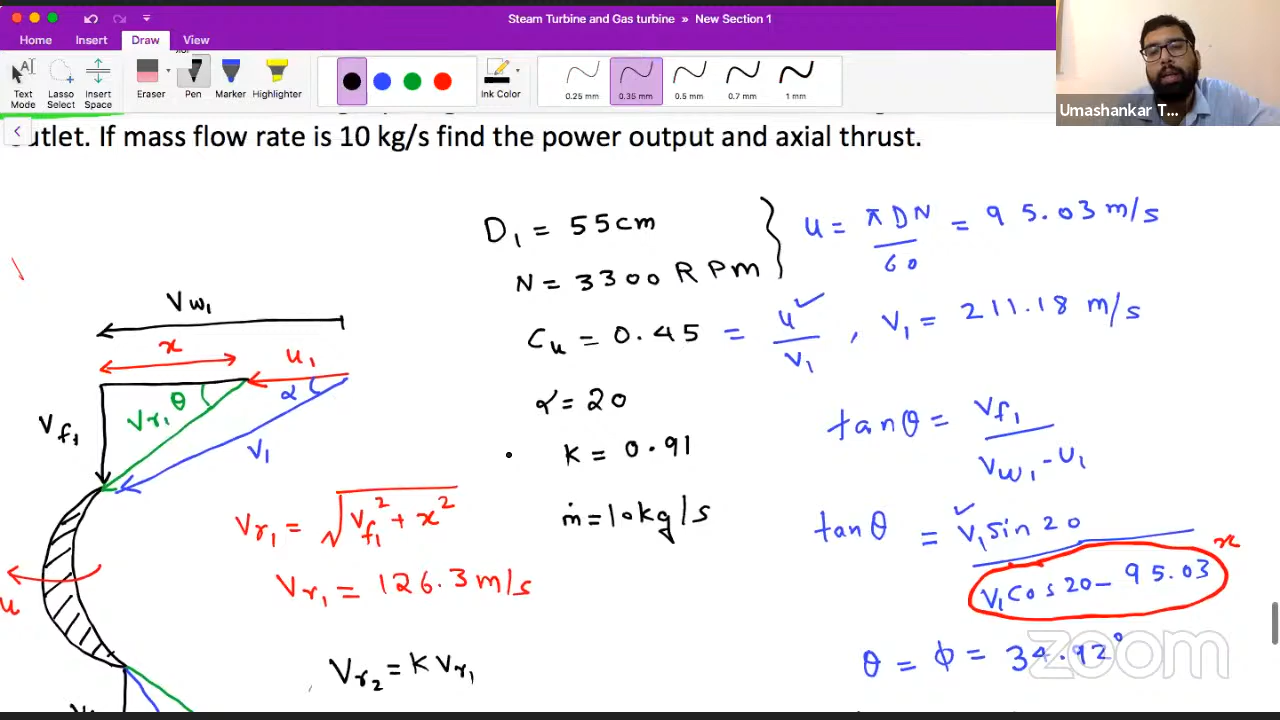 Steam Turbine and Gas turbine » New Section 1
Home Insert Draw View
Text Mode
Lasso Select
Insert Space
Eraser
Pen
Marker
Highlighter
Ink Color
0.25 mm
0.35 mm
0.5 mm
0.7 mm
1 mm
Umashankar T...
outlet. If mass flow rate is 10 kg/s find the power output and axial thrust.
D₁ = 55cm
N = 3300 RPm
u = πDN/60 = 95.03 m/s
Cu = 0.45 = u/V₁ , V₁ = 211.18 m/s
α = 20
k = 0.91
ṁ = 10kg/s
tanθ = Vf₁/(Vw₁ - u₁)
tanθ = V₁ sin 20/(V₁ cos 20 - 95.03)
x
θ = ϕ = 34.92°
Vw₁
x
u₁
θ
α
Vr₁
Vf₁
V₁
Vr₁ = √(Vf₁² + x²)
Vr₁ = 126.3 m/s
u
Vr₂ = K Vr₁
zoom